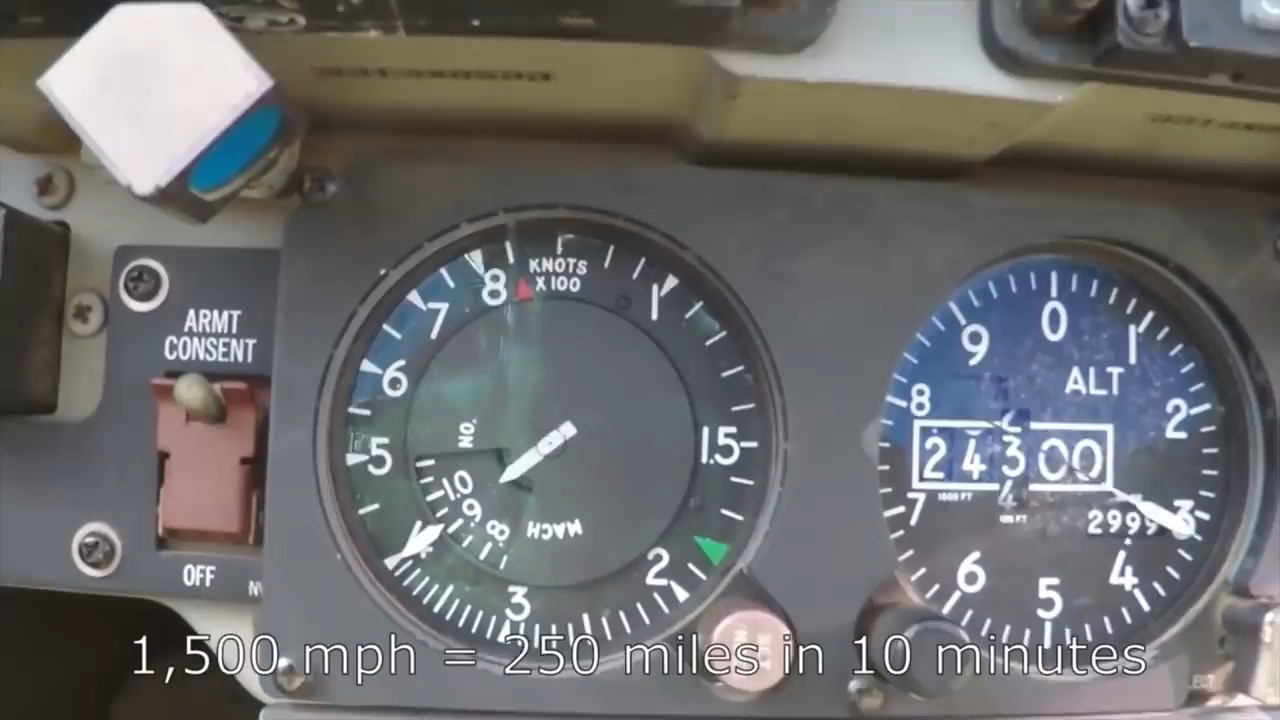 ARMT
CONSENT
OFF
KNOTS
X100
8
7
6
5
3
2
1.5
1
NO.
1.0
.9
.8
MACH
0
1
2
3
4
5
6
7
8
9
ALT
24300
1000 FT
2999
1,500 mph = 250 miles in 10 minutes